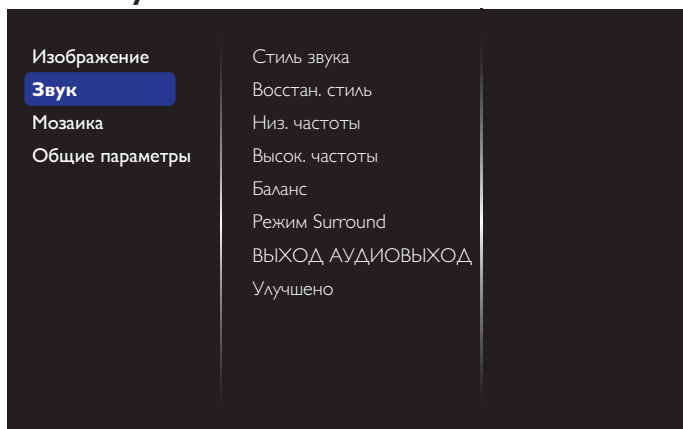 Изображение
Звук
Мозаика
Общие параметры
Стиль звука
Восстан. стиль
Низ. частоты
Высок. частоты
Баланс
Режим Surround
ВЫХОД АУДИОВЫХОД
Улучшено